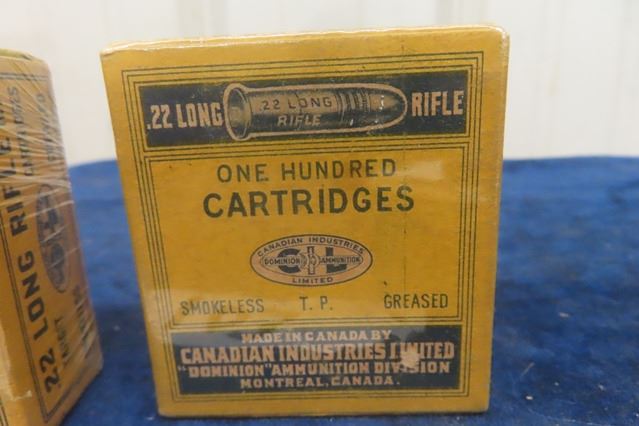 .22 LONG RIFLE
.22 LONG
RIFLE
ONE HUNDRED
CARTRIDGES
CANADIAN INDUSTRIES
DOMINION AMMUNITION
CIL
LIMITED
SMOKELESS T. P. GREASED
MADE IN CANADA BY
CANADIAN INDUSTRIES LIMITED
"DOMINION" AMMUNITION DIVISION
MONTREAL, CANADA.
.22 LONG RIFLE